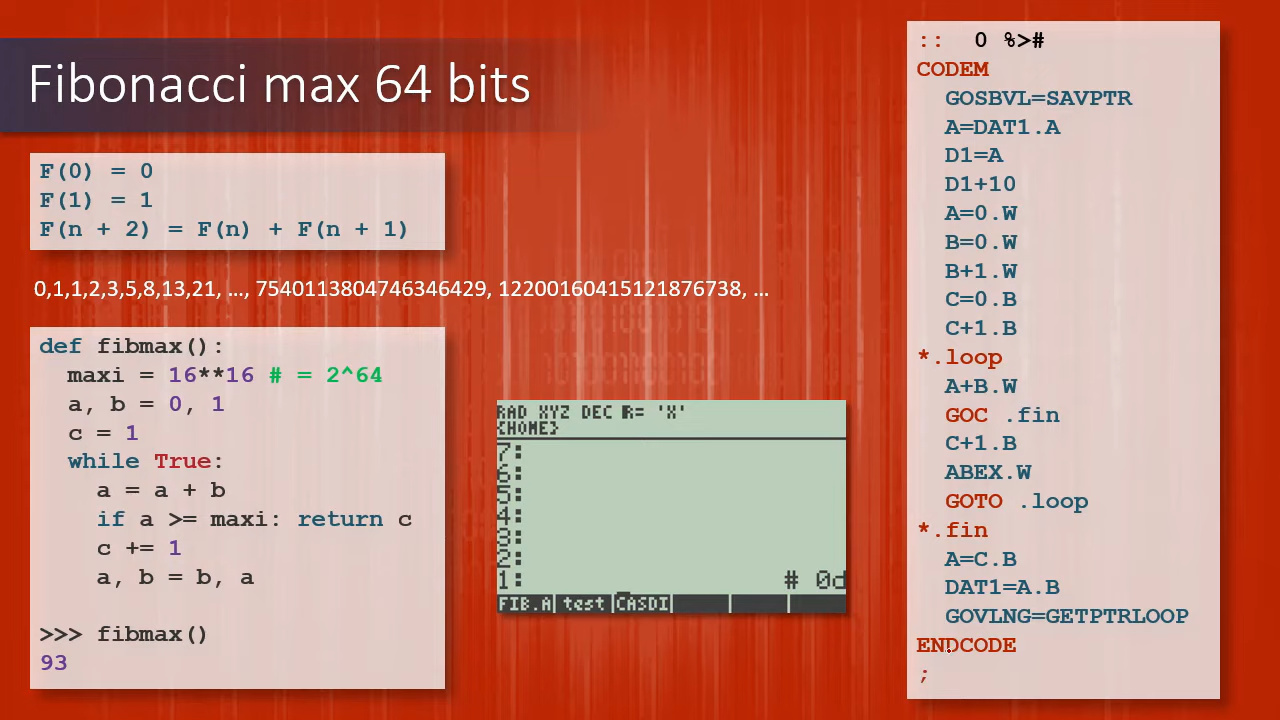 Fibonacci max 64 bits
F(0) = 0
F(1) = 1
F(n + 2) = F(n) + F(n + 1)
0,1,1,2,3,5,8,13,21, ..., 7540113804746346429, 12200160415121876738, ...
def fibmax():
maxi = 16**16 # = 2^64
a, b = 0, 1
c = 1
while True:
a = a + b
if a >= maxi: return c
c += 1
a, b = b, a
>>> fibmax()
93
RAD XYZ DEC R= 'X'
{HOME}
7:
6:
5:
4:
3:
2:
1: # 0d
FIB.A test CASDI
:: 0 %>#
CODEM
GOSBVL=SAVPTR
A=DAT1.A
D1=A
D1+10
A=0.W
B=0.W
B+1.W
C=0.B
C+1.B
*.loop
A+B.W
GOC .fin
C+1.B
ABEX.W
GOTO .loop
*.fin
A=C.B
DAT1=A.B
GOVLNG=GETPTRLOOP
ENDCODE
;